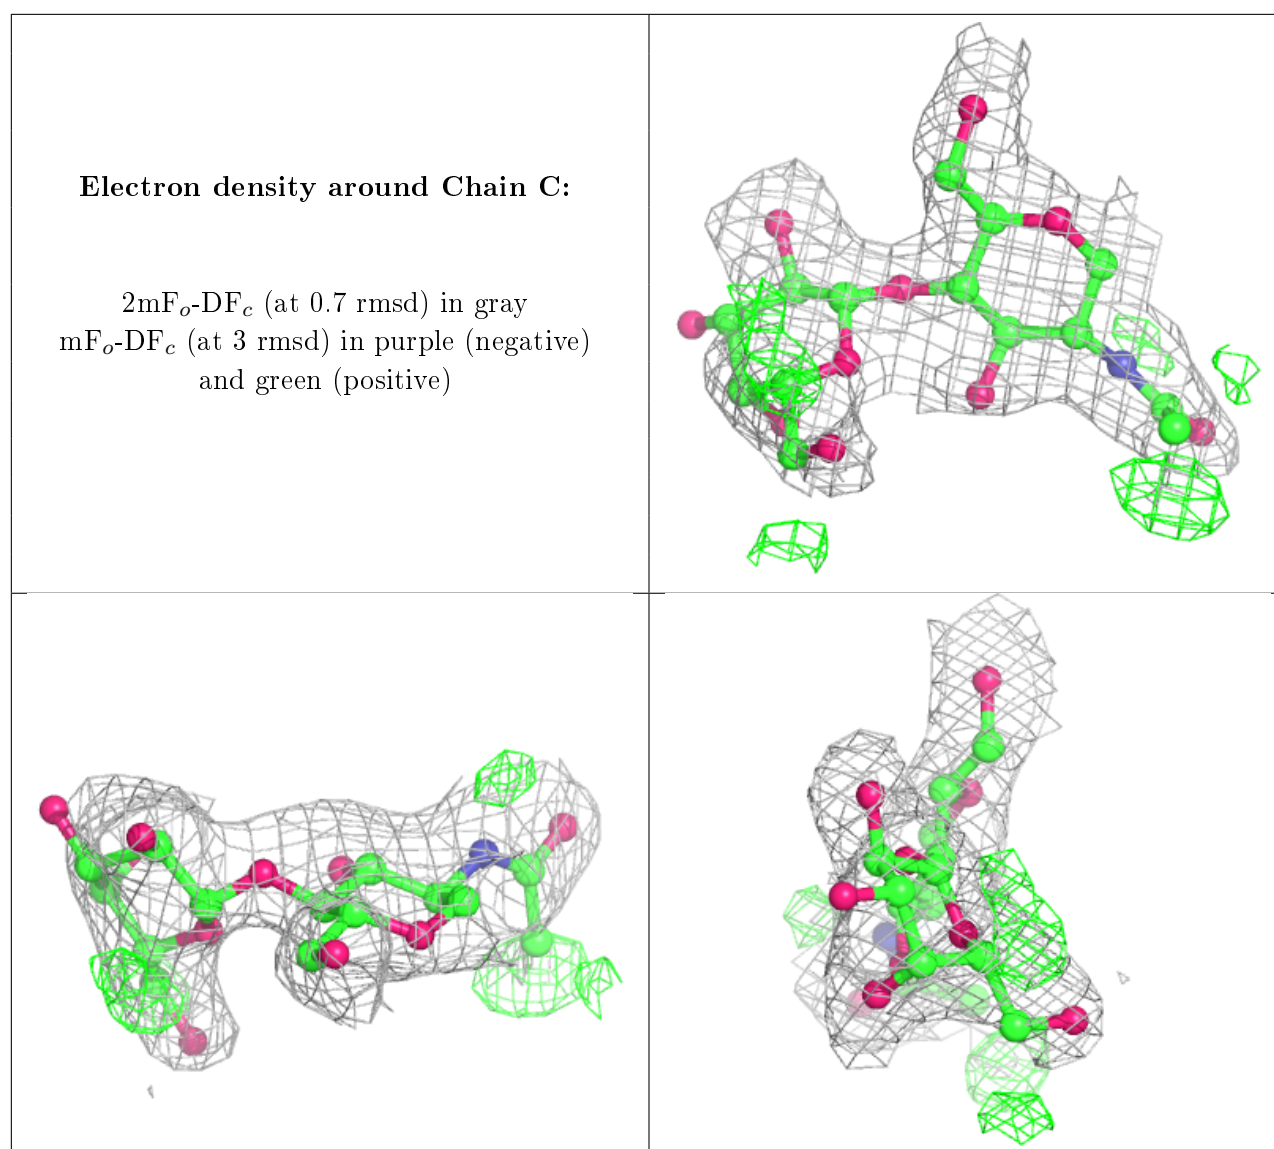 Electron density around Chain C:
2mFo-DFc (at 0.7 rmsd) in gray
mFo-DFc (at 3 rmsd) in purple (negative)
and green (positive)